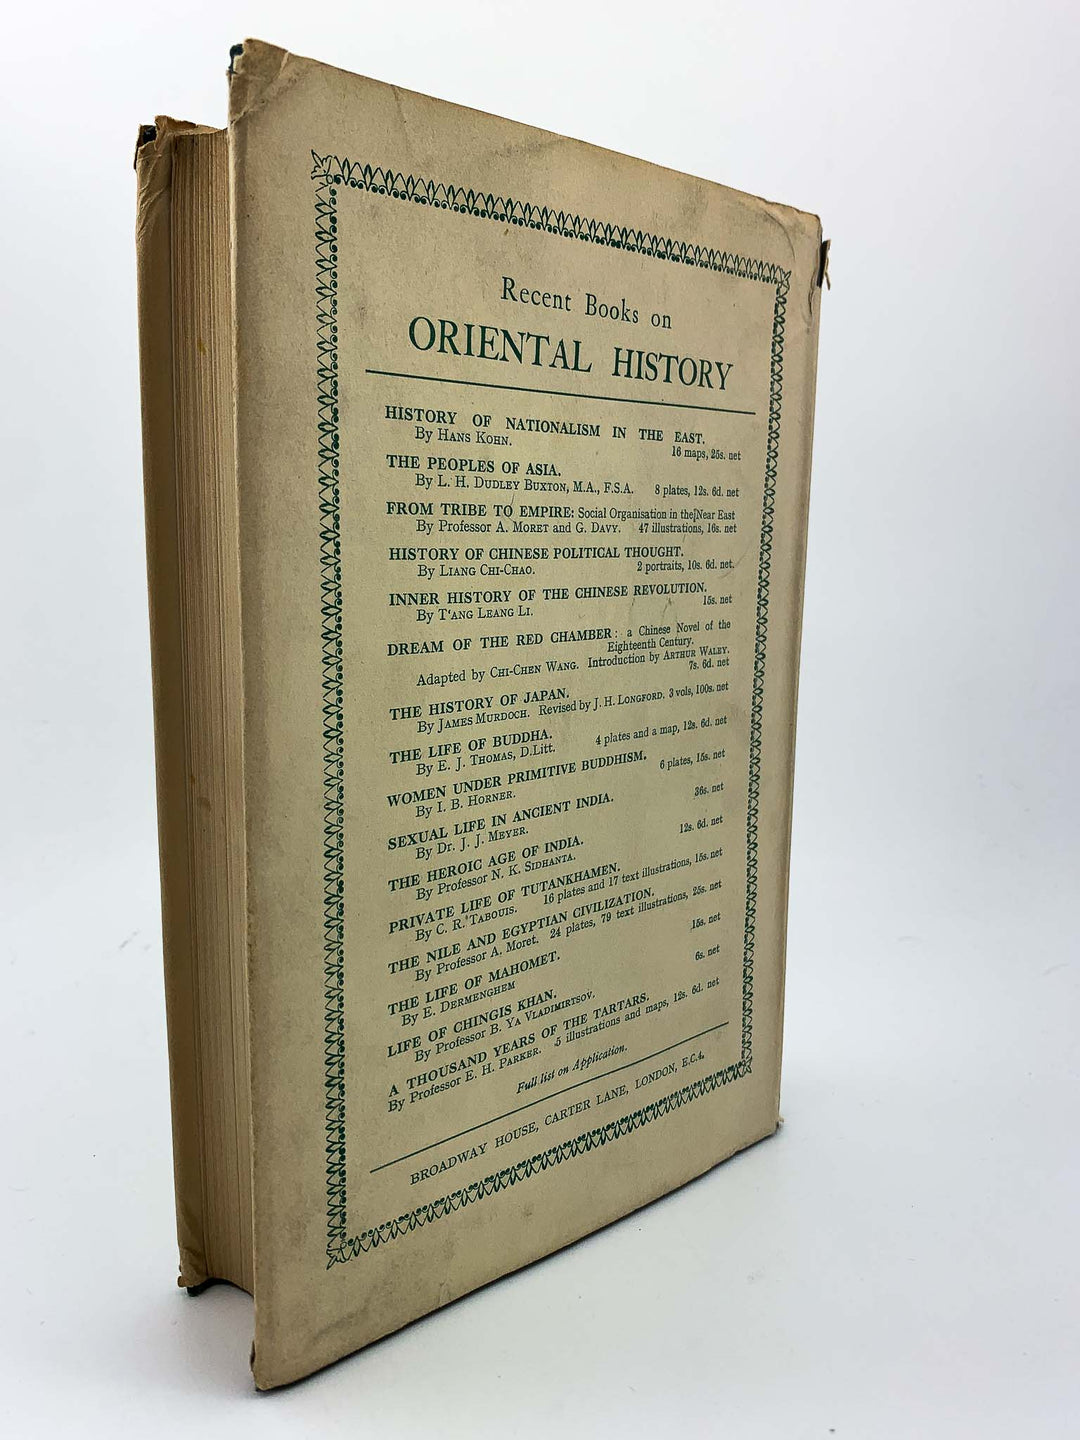 Recent Books on
ORIENTAL HISTORY
HISTORY OF NATIONALISM IN THE EAST.
By HANS KOHN. 16 maps, 25s. net
THE PEOPLES OF ASIA.
By L. H. DUDLEY BUXTON, M.A., F.S.A. 8 plates, 12s. 6d. net
FROM TRIBE TO EMPIRE: Social Organisation in the Near East
By Professor A. MORET and G. DAVY. 47 illustrations, 16s. net
HISTORY OF CHINESE POLITICAL THOUGHT.
By LIANG CHI-CHAO. 2 portraits, 10s. 6d. net.
INNER HISTORY OF THE CHINESE REVOLUTION.
By T'ANG LEANG LI. 15s. net
DREAM OF THE RED CHAMBER: a Chinese Novel of the
Eighteenth Century.
Adapted by CHI-CHEN WANG. Introduction by ARTHUR WALEY.
7s. 6d. net
THE HISTORY OF JAPAN.
By JAMES MURDOCH. Revised by J. H. LONGFORD. 3 vols, 100s. net
THE LIFE OF BUDDHA.
By E. J. THOMAS, D.Litt. 4 plates and a map, 12s. 6d. net
WOMEN UNDER PRIMITIVE BUDDHISM.
By I. B. HORNER. 6 plates, 15s. net
SEXUAL LIFE IN ANCIENT INDIA.
By Dr. J. J. MEYER. 36s. net
THE HEROIC AGE OF INDIA.
By Professor N. K. SIDHANTA. 12s. 6d. net
PRIVATE LIFE OF TUTANKHAMEN.
By C. R. TABOUIS. 16 plates and 17 text illustrations, 15s. net
THE NILE AND EGYPTIAN CIVILIZATION.
By Professor A. Moret. 24 plates, 79 text illustrations, 25s. net
THE LIFE OF MAHOMET.
By E. DERMENGHEM 15s. net
LIFE OF CHINGIS KHAN.
By Professor B. YA VLADIMIRTSOV. 6s. net
A THOUSAND YEARS OF THE TARTARS.
By Professor E. H. PARKER. 5 illustrations and maps, 12s. 6d. net
Full list on Application.
BROADWAY HOUSE, CARTER LANE, LONDON, E.C.4.